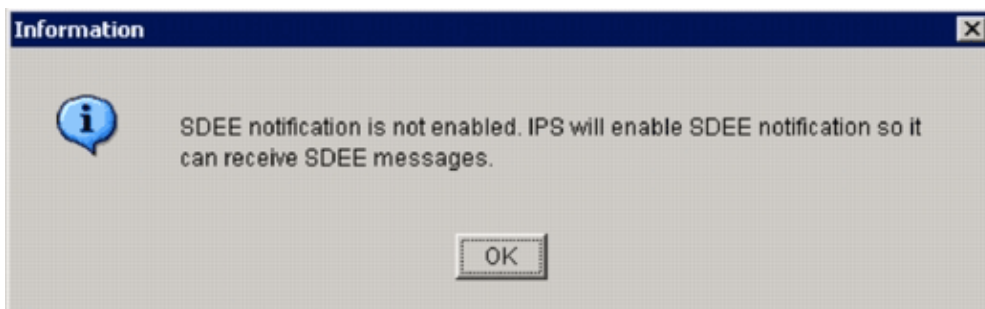 Information
SDEE notification is not enabled. IPS will enable SDEE notification so it
can receive SDEE messages.
OK